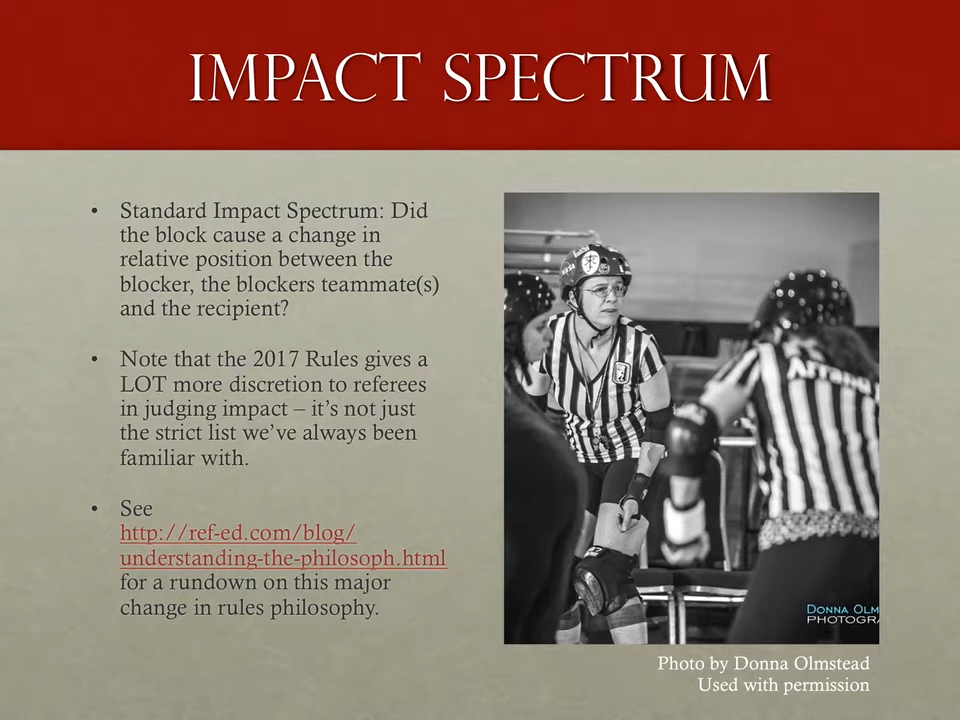 IMPACT SPECTRUM
• Standard Impact Spectrum: Did
the block cause a change in
relative position between the
blocker, the blockers teammate(s)
and the recipient?
• Note that the 2017 Rules gives a
LOT more discretion to referees
in judging impact – it’s not just
the strict list we’ve always been
familiar with.
• See
http://ref-ed.com/blog/
understanding-the-philosoph.html
for a rundown on this major
change in rules philosophy.
DONNA OLM
PHOTOGRA
Photo by Donna Olmstead
Used with permission